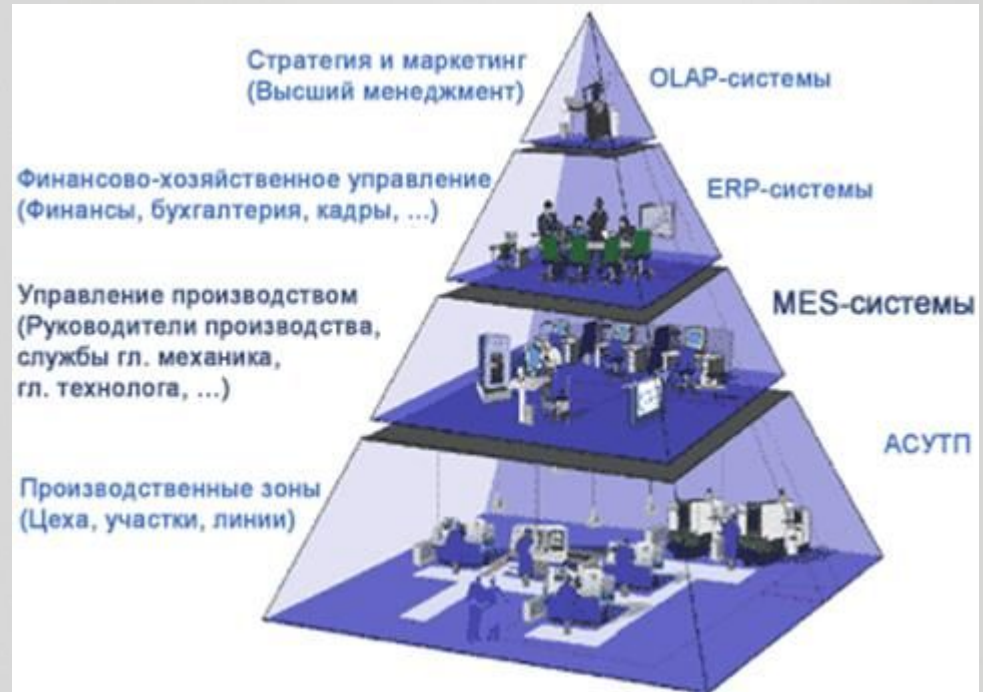 Стратегия и маркетинг
(Высший менеджмент)
OLAP-системы
Финансово-хозяйственное управление
(Финансы, бухгалтерия, кадры, ...)
ERP-системы
Управление производством
(Руководители производства,
службы гл. механика,
гл. технолога, ...)
MES-системы
АСУТП
Производственные зоны
(Цеха, участки, линии)